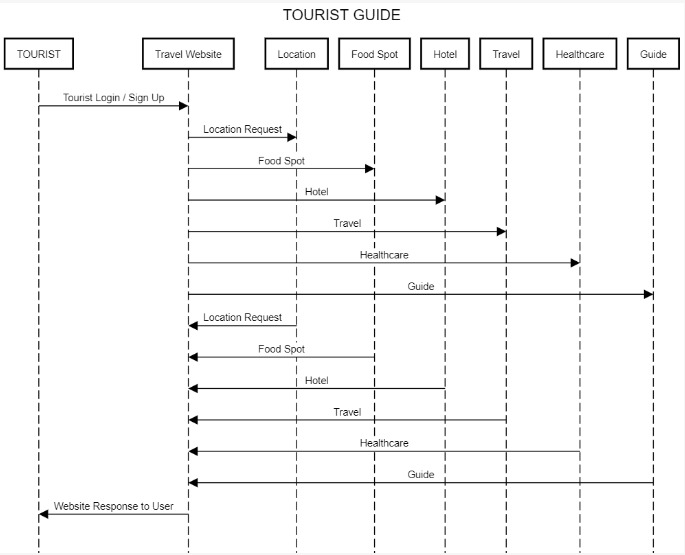 TOURIST GUIDE
TOURIST
Travel Website
Location
Food Spot
Hotel
Travel
Healthcare
Guide
Tourist Login / Sign Up
Location Request
Food Spot
Hotel
Travel
Healthcare
Guide
Location Request
Food Spot
Hotel
Travel
Healthcare
Guide
Website Response to User